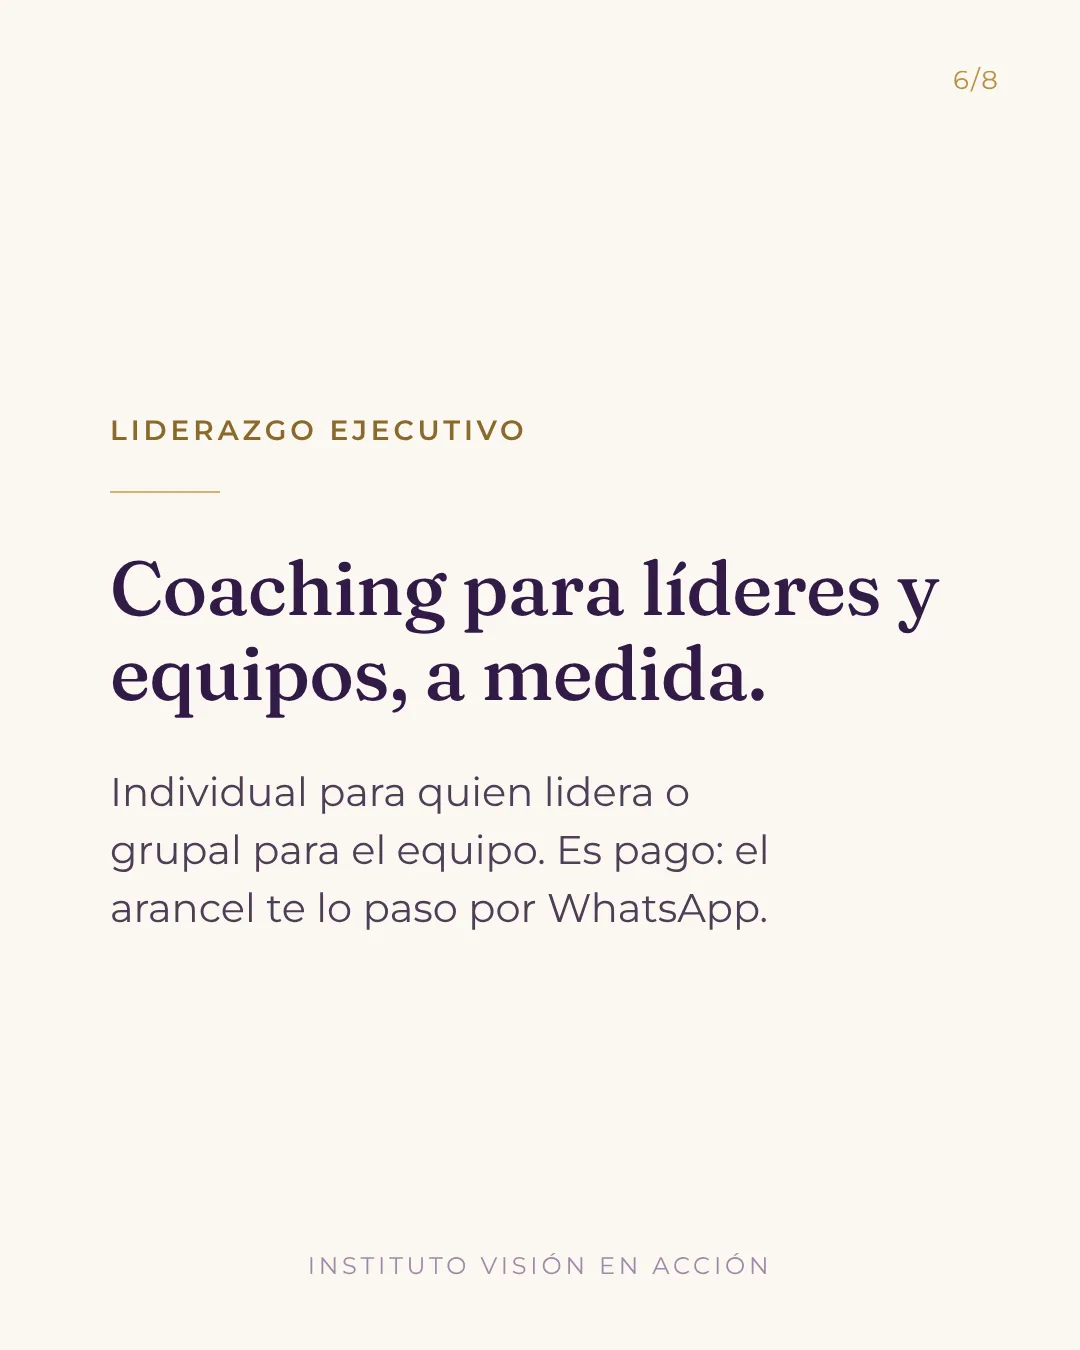 6/8
LIDERAZGO EJECUTIVO
Coaching para líderes y
equipos, a medida.
Individual para quien lidera o
grupal para el equipo. Es pago: el
arancel te lo paso por WhatsApp.
INSTITUTO VISIÓN EN ACCIÓN